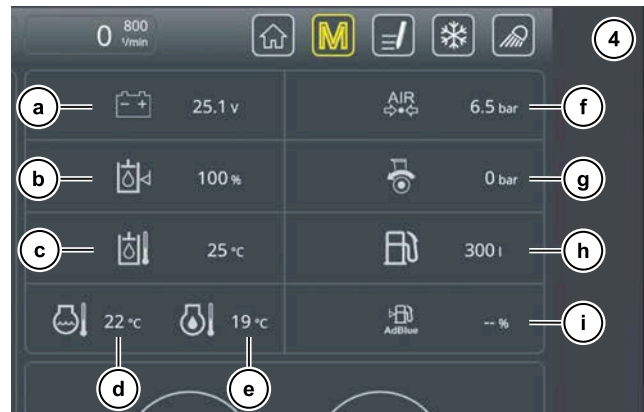 0 800 1/min
M
4
a 25.1 v AIR 6.5 bar f
b 100 % 0 bar g
c 25 °C 300 l h
22 °C 19 °C AdBlue -- % i
d e